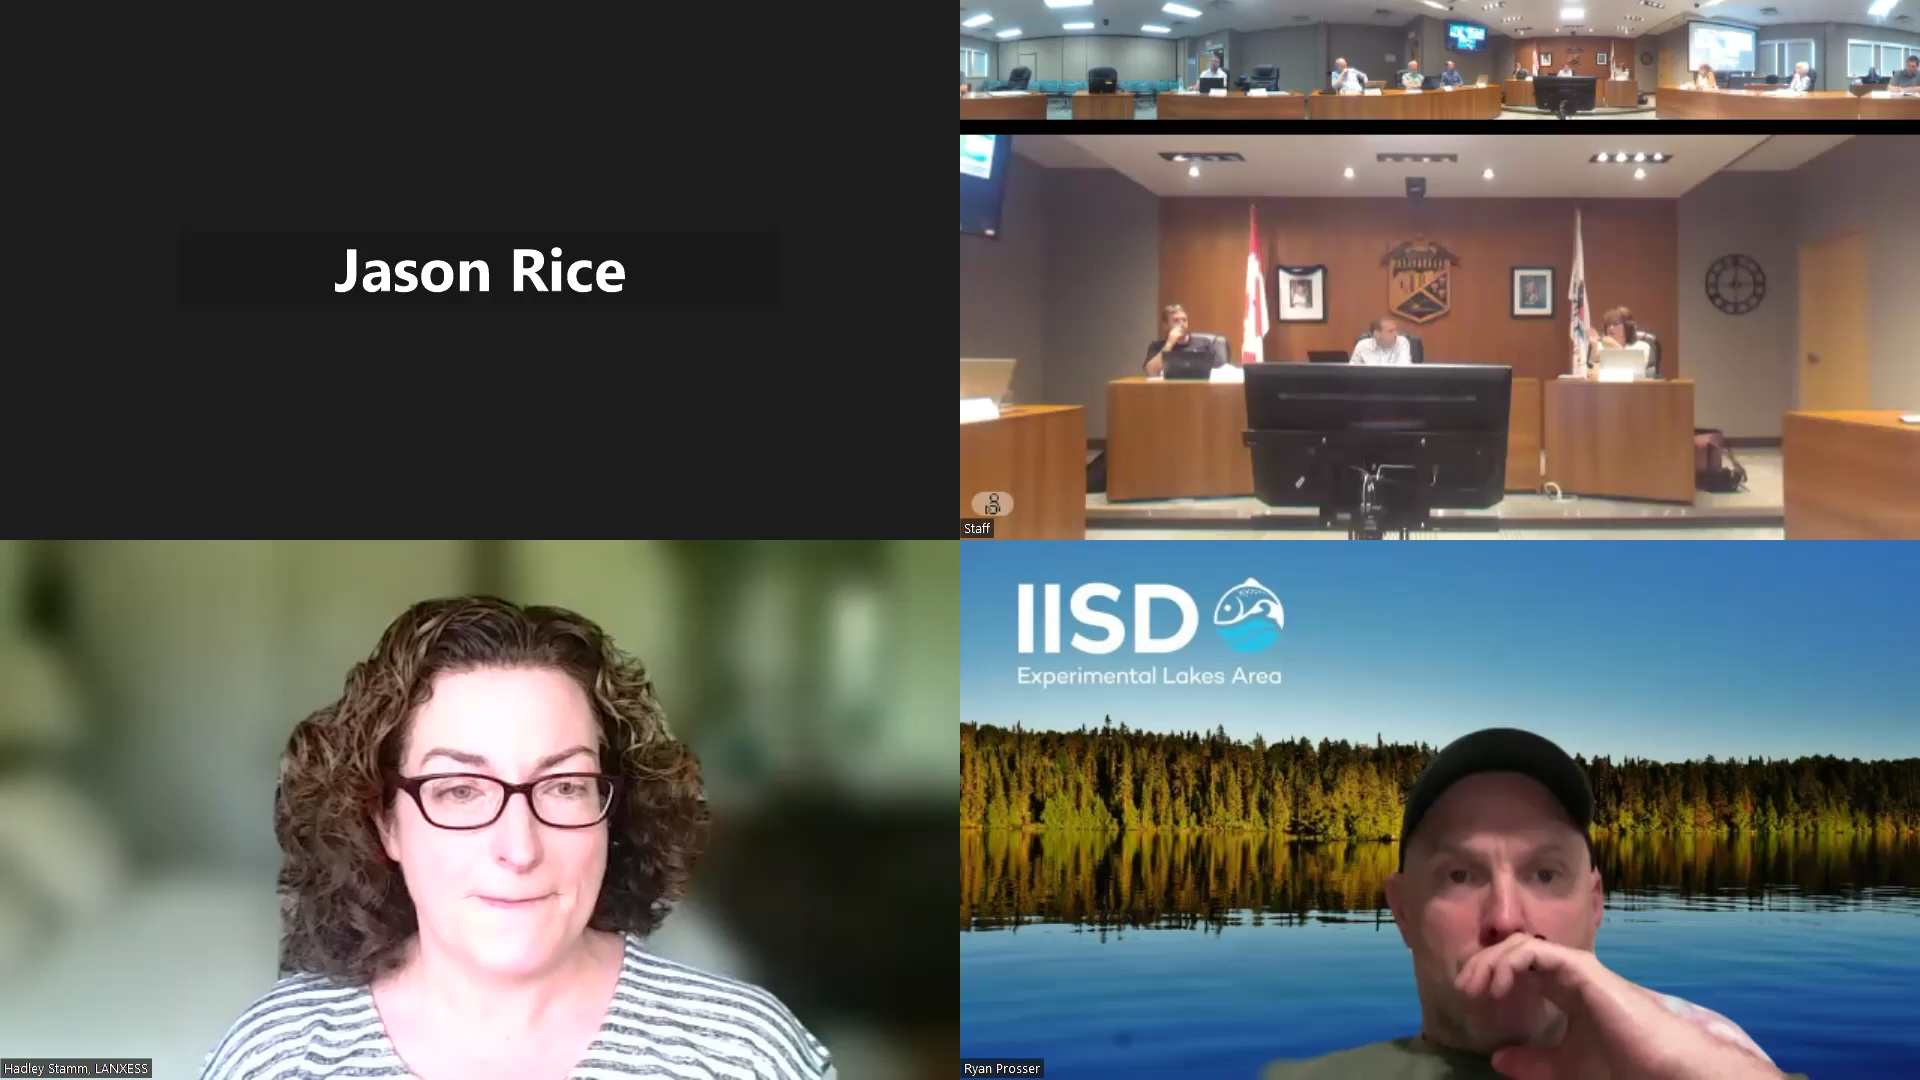 Jason Rice
Staff
IISD
Experimental Lakes Area
Hadley Stamm, LANXESS
Ryan Prosser